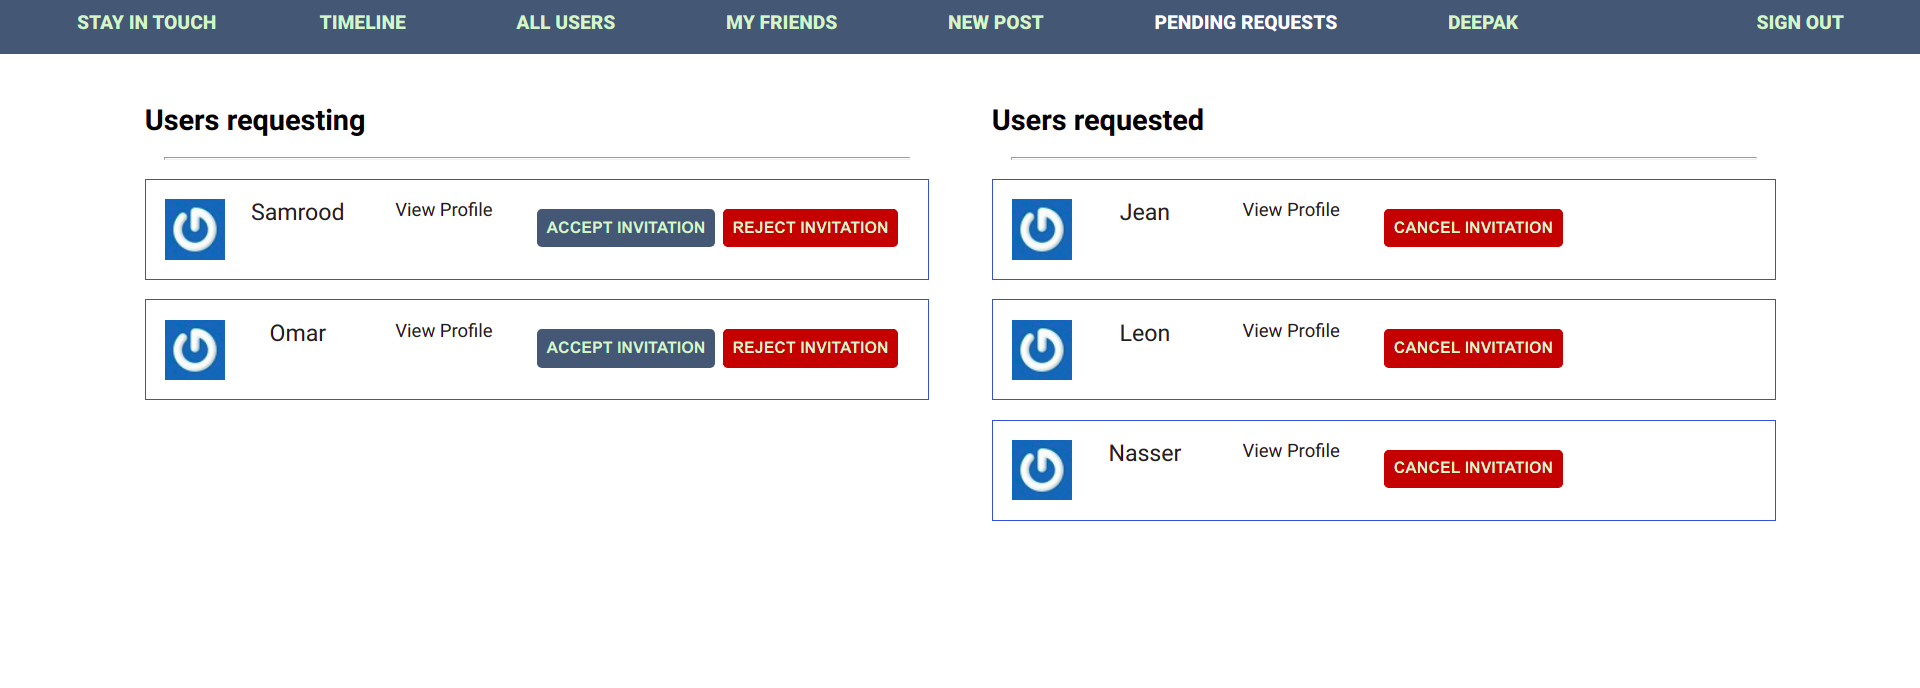 STAY IN TOUCH TIMELINE ALL USERS MY FRIENDS NEW POST PENDING REQUESTS DEEPAK SIGN OUT
Users requesting
Samrood View Profile ACCEPT INVITATION REJECT INVITATION
Omar View Profile ACCEPT INVITATION REJECT INVITATION
Users requested
Jean View Profile CANCEL INVITATION
Leon View Profile CANCEL INVITATION
Nasser View Profile CANCEL INVITATION